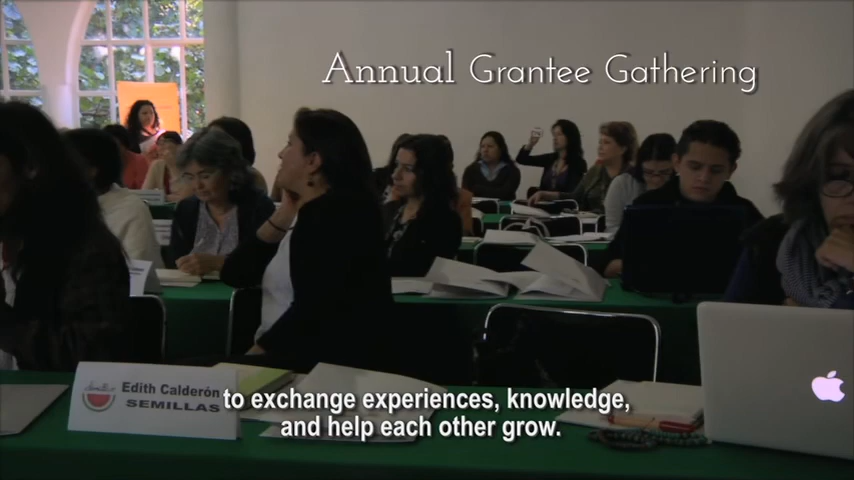 Annual Grantee Gathering
Edith Calderón
SEMILLAS
to exchange experiences, knowledge,
and help each other grow.